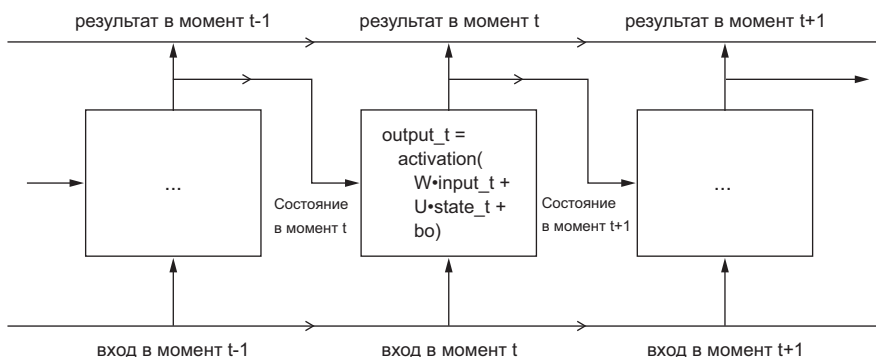 результат в момент t-1
результат в момент t
результат в момент t+1
...
output_t =
activation(
W•input_t +
U•state_t +
bo)
...
Состояние
в момент t
Состояние
в момент t+1
вход в момент t-1
вход в момент t
вход в момент t+1